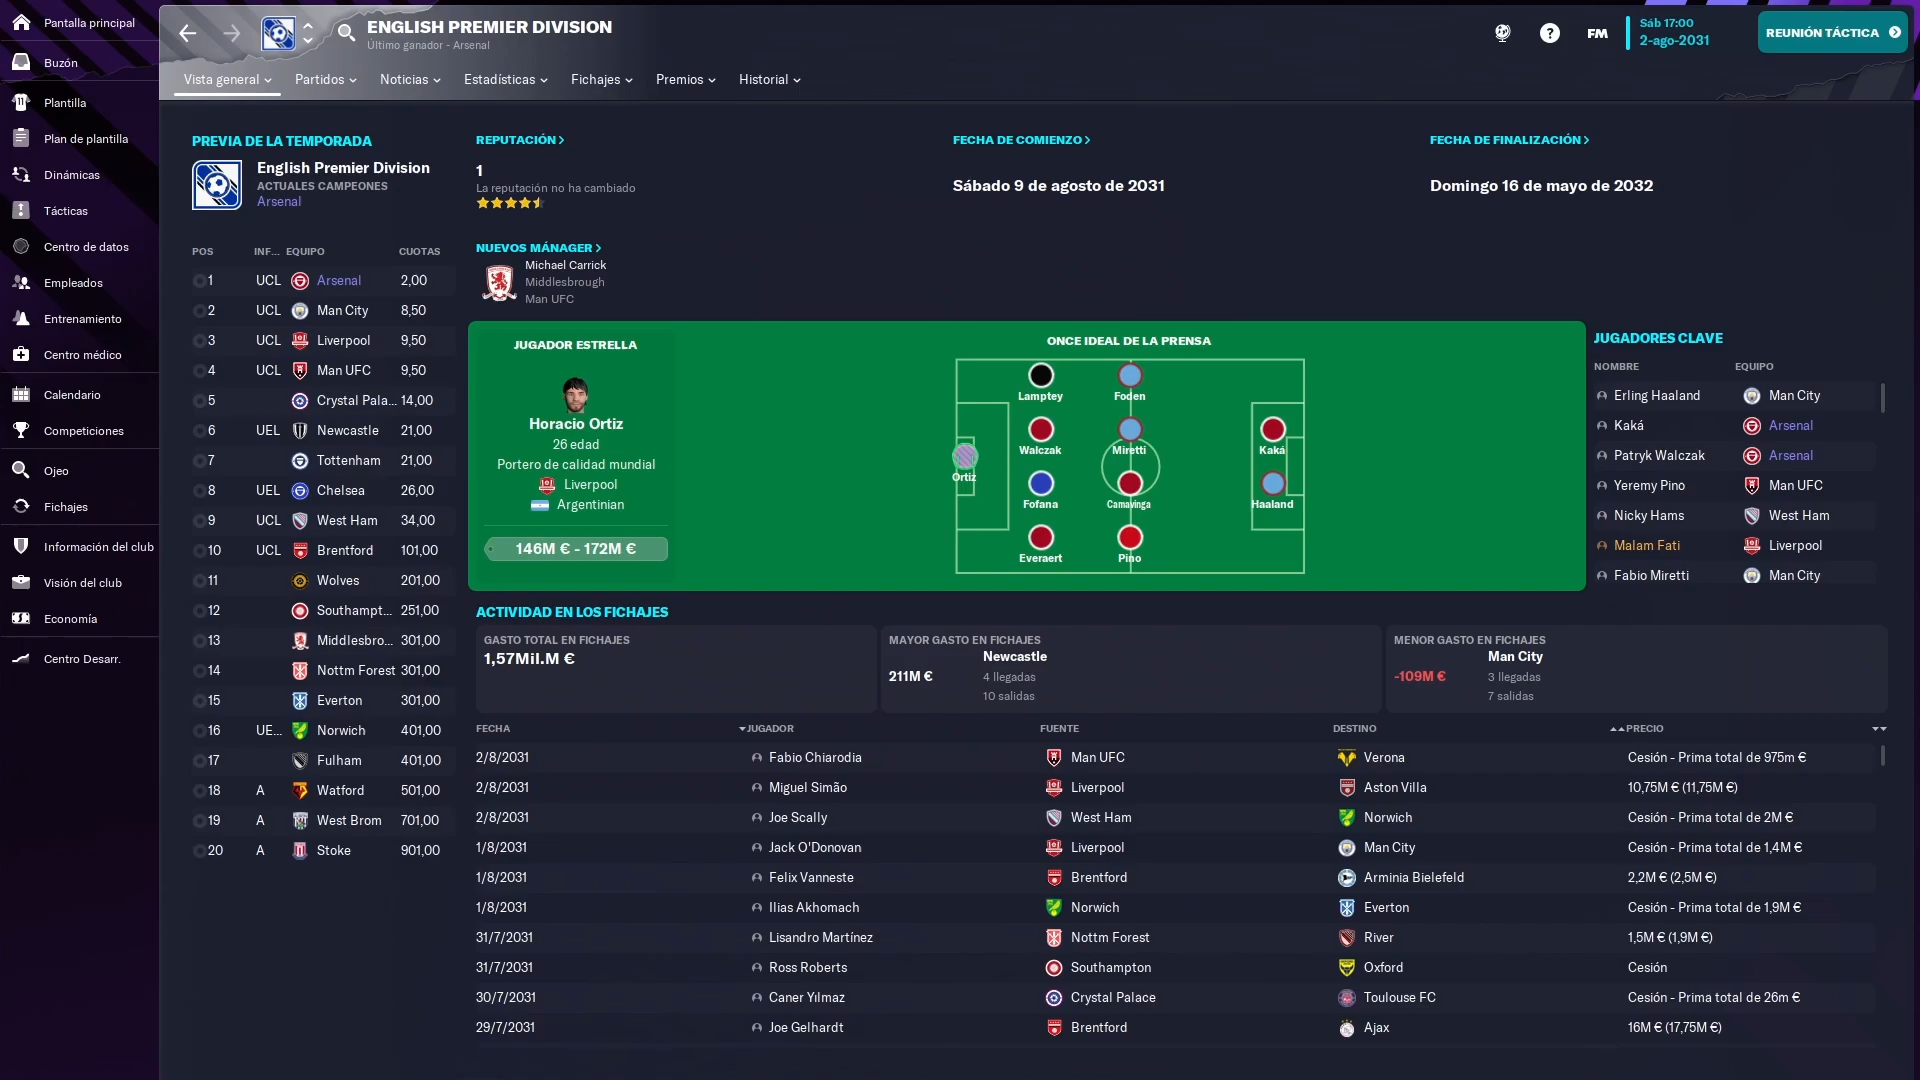 Pantalla principal
Buzón
Plantilla
Plan de plantilla
Dinámicas
Tácticas
Centro de datos
Empleados
Entrenamiento
Centro médico
Calendario
Competiciones
Ojeo
Fichajes
Información del club
Visión del club
Economía
Centro Desarr.
ENGLISH PREMIER DIVISION
Último ganador - Arsenal
FM
Sáb 17:00
2-ago-2031
REUNIÓN TÁCTICA
Vista general Partidos Noticias Estadísticas Fichajes Premios Historial
PREVIA DE LA TEMPORADA
English Premier Division
ACTUALES CAMPEONES
Arsenal
REPUTACIÓN
1
La reputación no ha cambiado
FECHA DE COMIENZO
Sábado 9 de agosto de 2031
FECHA DE FINALIZACIÓN
Domingo 16 de mayo de 2032
NUEVOS MÁNAGER
Michael Carrick
Middlesbrough
Man UFC
POS INF... EQUIPO CUOTAS
1 UCL Arsenal 2,00
2 UCL Man City 8,50
3 UCL Liverpool 9,50
4 UCL Man UFC 9,50
5 Crystal Pala... 14,00
6 UEL Newcastle 21,00
7 Tottenham 21,00
8 UEL Chelsea 26,00
9 UCL West Ham 34,00
10 UCL Brentford 101,00
11 Wolves 201,00
12 Southampt... 251,00
13 Middlesbro... 301,00
14 Nottm Forest 301,00
15 Everton 301,00
16 UE... Norwich 401,00
17 Fulham 401,00
18 A Watford 501,00
19 A West Brom 701,00
20 A Stoke 901,00
JUGADOR ESTRELLA
Horacio Ortiz
26 edad
Portero de calidad mundial
Liverpool
Argentinian
146M € - 172M €
ONCE IDEAL DE LA PRENSA
Lamptey Foden
Walczak Miretti Kaká
Ortiz
Fofana Camavinga Haaland
Everaert Pino
JUGADORES CLAVE
NOMBRE EQUIPO
Erling Haaland Man City
Kaká Arsenal
Patryk Walczak Arsenal
Yeremy Pino Man UFC
Nicky Hams West Ham
Malam Fati Liverpool
Fabio Miretti Man City
ACTIVIDAD EN LOS FICHAJES
GASTO TOTAL EN FICHAJES
1,57Mil.M €
MAYOR GASTO EN FICHAJES
Newcastle
211M € 4 llegadas
10 salidas
MENOR GASTO EN FICHAJES
Man City
-109M € 3 llegadas
7 salidas
FECHA JUGADOR FUENTE DESTINO PRECIO
2/8/2031 Fabio Chiarodia Man UFC Verona Cesión - Prima total de 975m €
2/8/2031 Miguel Simão Liverpool Aston Villa 10,75M € (11,75M €)
2/8/2031 Joe Scally West Ham Norwich Cesión - Prima total de 2M €
1/8/2031 Jack O'Donovan Liverpool Man City Cesión - Prima total de 1,4M €
1/8/2031 Felix Vanneste Brentford Arminia Bielefeld 2,2M € (2,5M €)
1/8/2031 Ilias Akhomach Norwich Everton Cesión - Prima total de 1,9M €
31/7/2031 Lisandro Martínez Nottm Forest River 1,5M € (1,9M €)
31/7/2031 Ross Roberts Southampton Oxford Cesión
30/7/2031 Caner Yılmaz Crystal Palace Toulouse FC Cesión - Prima total de 26m €
29/7/2031 Joe Gelhardt Brentford Ajax 16M € (17,75M €)